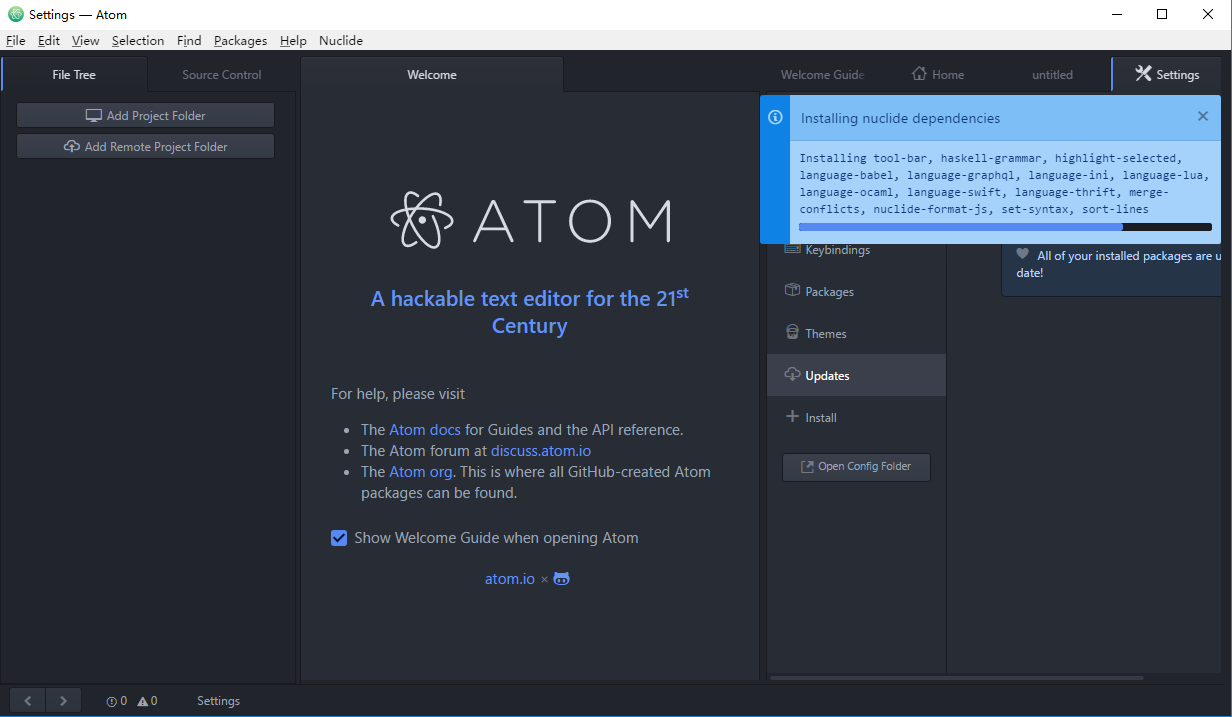 Settings — Atom
File Edit View Selection Find Packages Help Nuclide
File Tree
Source Control
Welcome
Welcome Guide
Home
untitled
Settings
Add Project Folder
Add Remote Project Folder
ATOM
A hackable text editor for the 21st
Century
For help, please visit
The Atom docs for Guides and the API reference.
The Atom forum at discuss.atom.io
The Atom org. This is where all GitHub-created Atom
packages can be found.
Show Welcome Guide when opening Atom
atom.io ×
Installing nuclide dependencies
Installing tool-bar, haskell-grammar, highlight-selected,
language-babel, language-graphql, language-ini, language-lua,
language-ocaml, language-swift, language-thrift, merge-
conflicts, nuclide-format-js, set-syntax, sort-lines
Keybindings
Packages
Themes
Updates
Install
Open Config Folder
All of your installed packages are u
date!
0 0 Settings